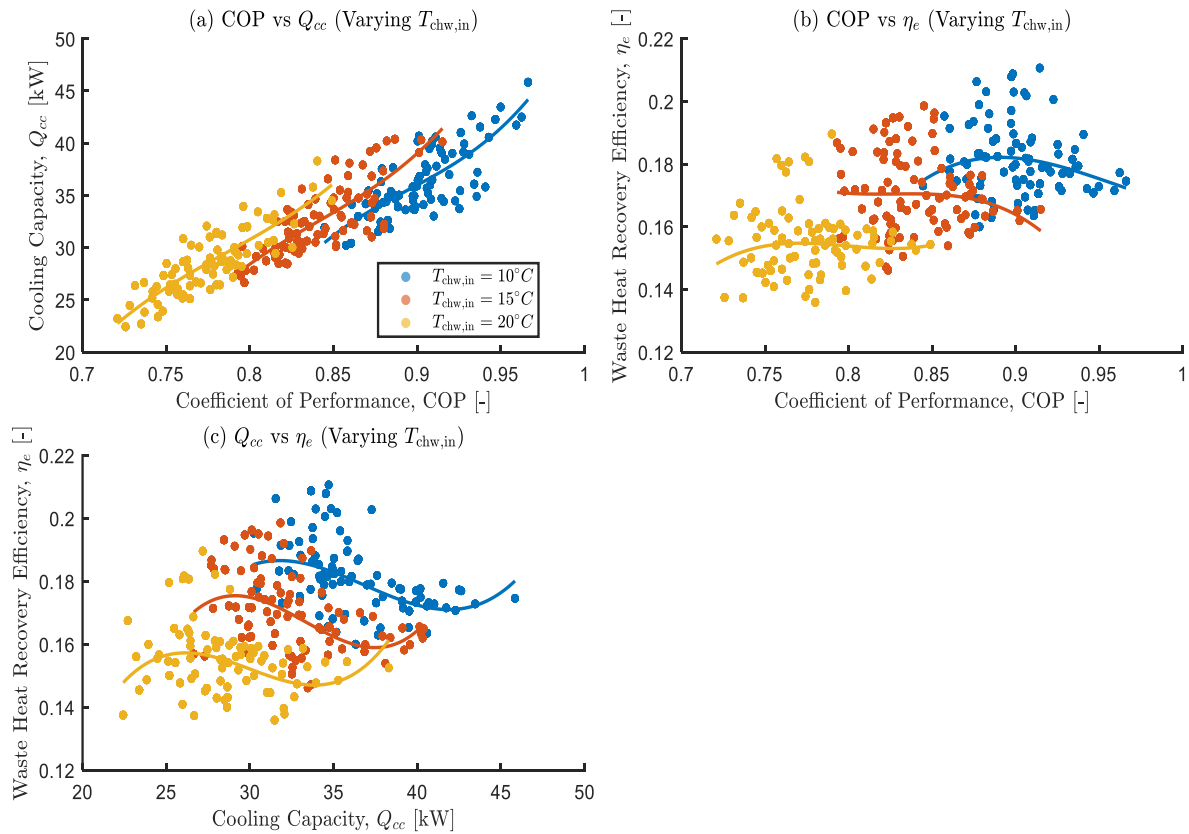 (a) COP vs Q_cc (Varying T_chw,in)
Cooling Capacity, Q_cc [kW]
50
45
40
35
30
25
20
T_chw,in = 10°C
T_chw,in = 15°C
T_chw,in = 20°C
0.7 0.75 0.8 0.85 0.9 0.95 1
Coefficient of Performance, COP [-]
(b) COP vs η_e (Varying T_chw,in)
Waste Heat Recovery Efficiency, η_e [-]
0.22
0.2
0.18
0.16
0.14
0.12
0.7 0.75 0.8 0.85 0.9 0.95 1
Coefficient of Performance, COP [-]
(c) Q_cc vs η_e (Varying T_chw,in)
Waste Heat Recovery Efficiency, η_e [-]
0.22
0.2
0.18
0.16
0.14
0.12
20 25 30 35 40 45 50
Cooling Capacity, Q_cc [kW]